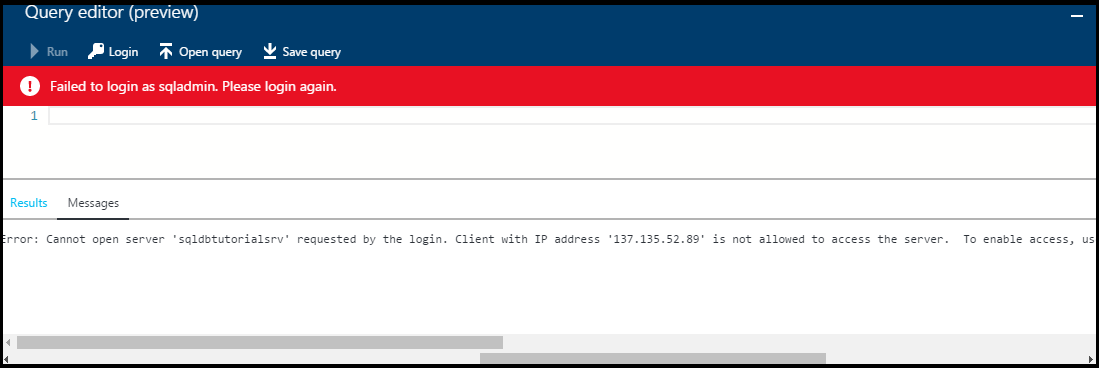 Query editor (preview)
Run Login Open query Save query
Failed to login as sqladmin. Please login again.
1
Results Messages
Error: Cannot open server 'sqldbtutorialsrv' requested by the login. Client with IP address '137.135.52.89' is not allowed to access the server.  To enable access, us